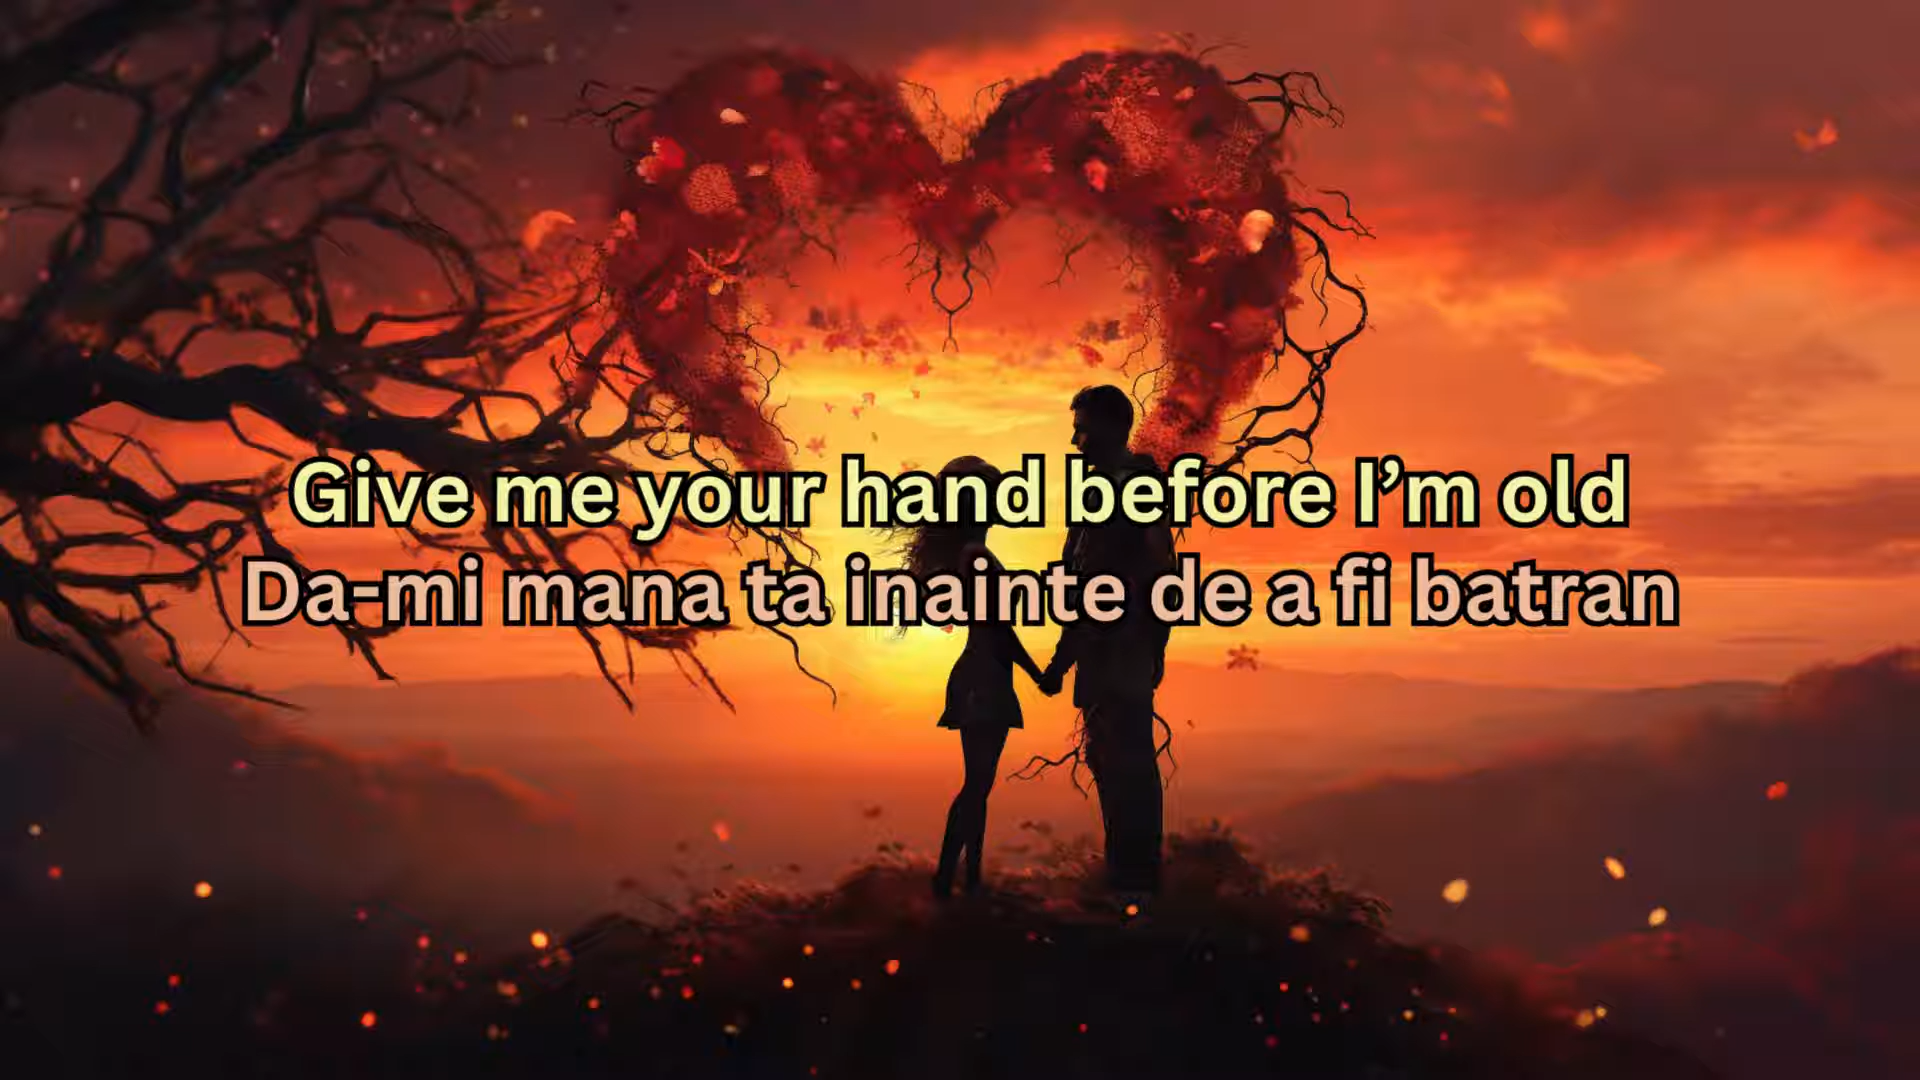 Give me your hand before I’m old
Da-mi mana ta inainte de a fi batran